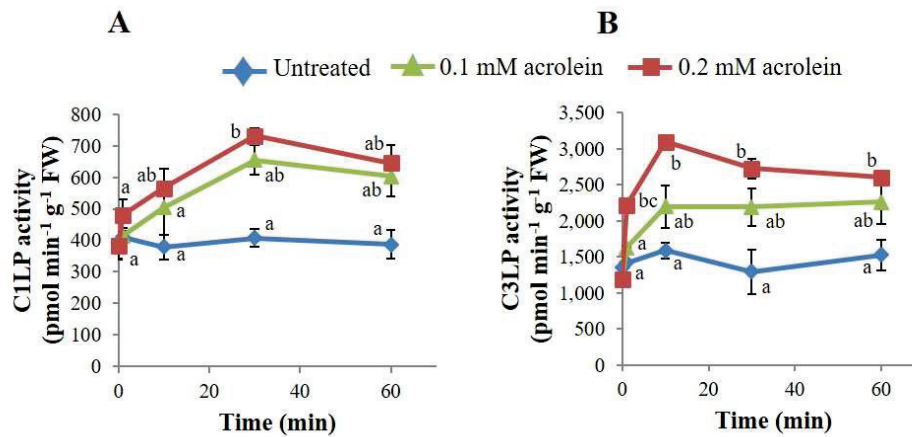 A
B
Untreated
0.1 mM acrolein
0.2 mM acrolein
C1LP activity
(pmol min-1 g-1 FW)
800
700
600
500
400
300
200
100
0
a
ab
b
ab
a
ab
ab
a
a
a
a
0
20
40
60
Time (min)
C3LP activity
(pmol min-1 g-1 FW)
3,500
3,000
2,500
2,000
1,500
1,000
500
0
b
b
b
bc
ab
ab
ab
a
a
a
a
a
0
20
40
60
Time (min)